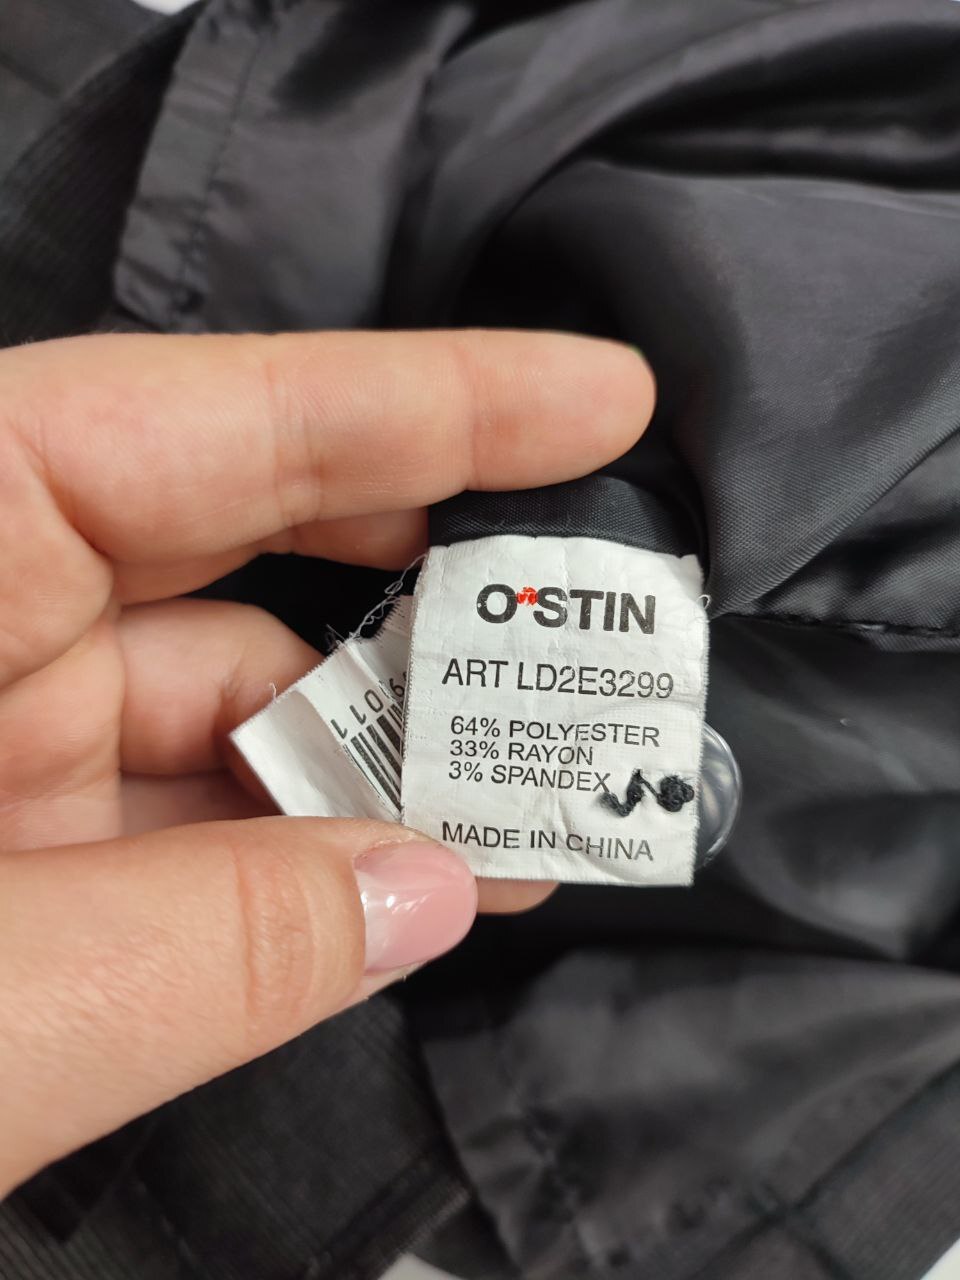 O'STIN
ART LD2E3299
64% POLYESTER
33% RAYON
3% SPANDEX
MADE IN CHINA